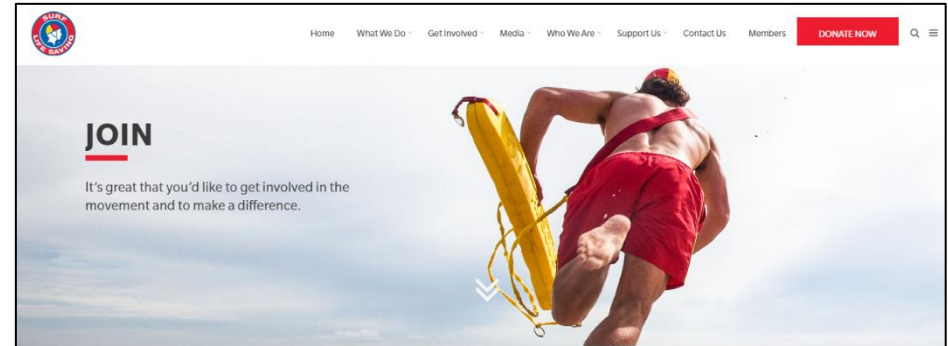 SURF
LIFE SAVING
Home What We Do Get Involved Media Who We Are Support Us Contact Us Members DONATE NOW
JOIN
It's great that you'd like to get involved in the
movement and to make a difference.